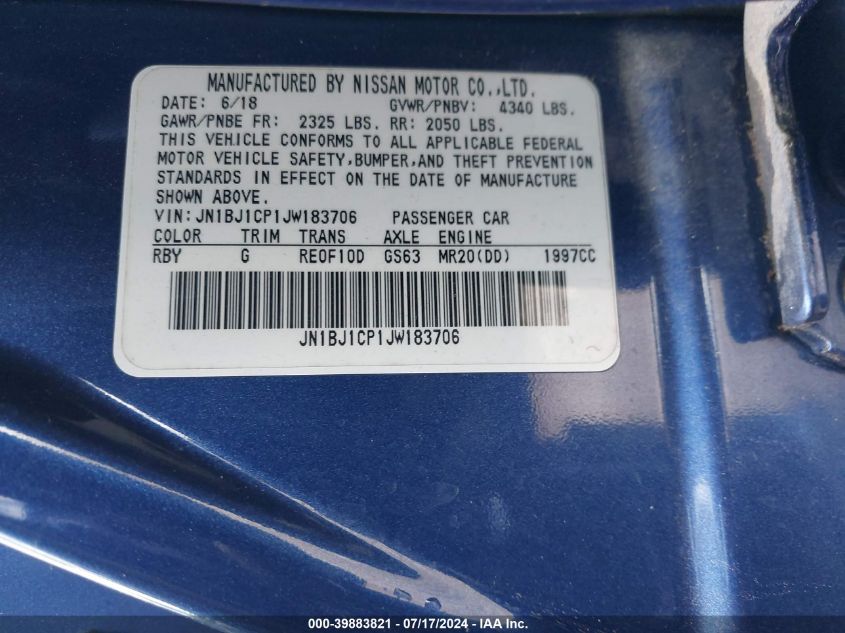 MANUFACTURED BY NISSAN MOTOR CO.,LTD.
DATE: 6/18 GVWR/PNBV: 4340 LBS.
GAWR/PNBE FR: 2325 LBS. RR: 2050 LBS.
THIS VEHICLE CONFORMS TO ALL APPLICABLE FEDERAL
MOTOR VEHICLE SAFETY,BUMPER,AND THEFT PREVENTION
STANDARDS IN EFFECT ON THE DATE OF MANUFACTURE
SHOWN ABOVE.
VIN:JN1BJ1CP1JW183706 PASSENGER CAR
COLOR TRIM TRANS AXLE ENGINE
RBY G RE0F10D GS63 MR20(DD) 1997CC
JN1BJ1CP1JW183706
000-39883821 - 07/17/2024 - IAA Inc.